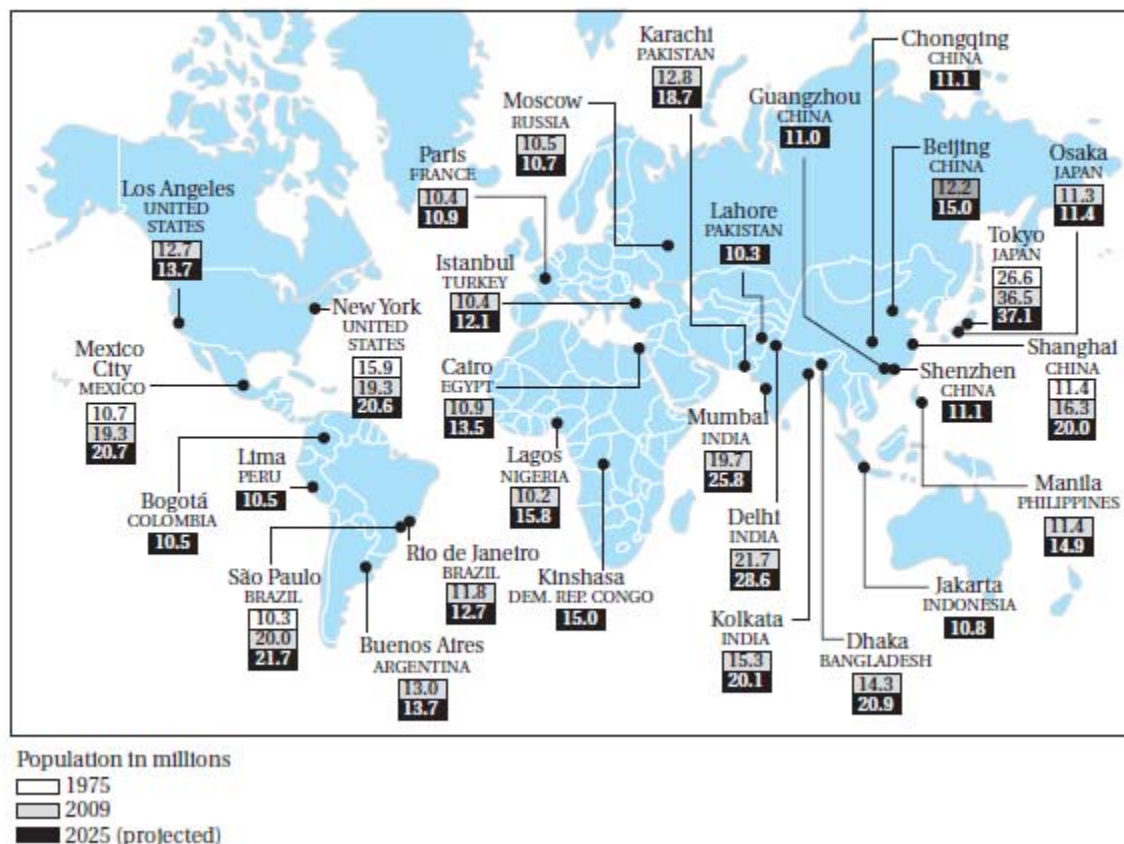 Karachi
PAKISTAN
12.8
18.7
Chongqing
CHINA
11.1
Moscow
RUSSIA
10.5
10.7
Guangzhou
CHINA
11.0
Paris
FRANCE
10.4
10.9
Beijing
CHINA
12.2
15.0
Osaka
JAPAN
11.3
11.4
Los Angeles
UNITED
STATES
12.7
13.7
Lahore
PAKISTAN
10.3
Tokyo
JAPAN
26.6
36.5
37.1
Istanbul
TURKEY
10.4
12.1
New York
UNITED
STATES
15.9
19.3
20.6
Mexico
City
MEXICO
10.7
19.3
20.7
Cairo
EGYPT
10.9
13.5
Shanghai
CHINA
11.4
16.3
20.0
Shenzhen
CHINA
11.1
Mumbai
INDIA
19.7
25.8
Lima
PERU
10.5
Lagos
NIGERIA
10.2
15.8
Manila
PHILIPPINES
11.4
14.9
Bogotá
COLOMBIA
10.5
Delhi
INDIA
21.7
28.6
Rio de Janeiro
BRAZIL
11.8
12.7
São Paulo
BRAZIL
10.3
20.0
21.7
Kinshasa
DEM. REP. CONGO
15.0
Jakarta
INDONESIA
10.8
Kolkata
INDIA
15.3
20.1
Dhaka
BANGLADESH
14.3
20.9
Buenos Aires
ARGENTINA
13.0
13.7
Population in millions
1975
2009
2025 (projected)